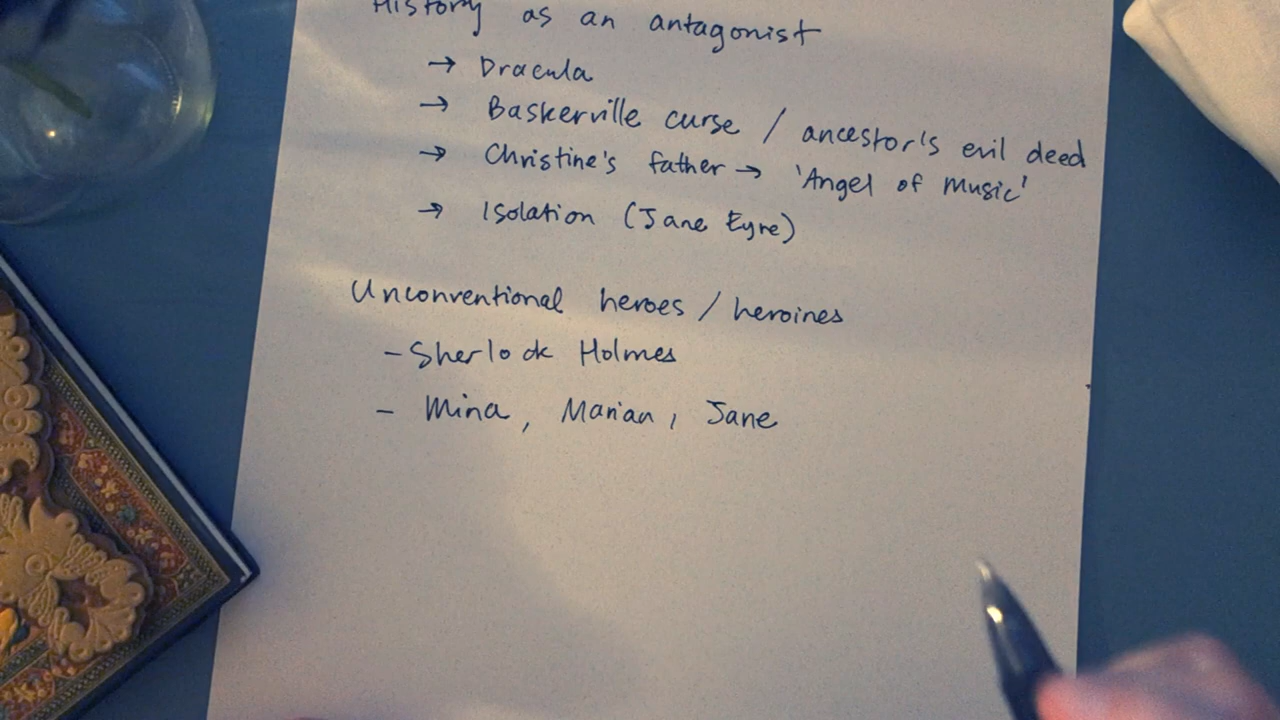 History as an antagonist
→ Dracula
→ Baskerville curse / ancestor's evil deed
→ Christine's father → 'Angel of Music'
→ Isolation (Jane Eyre)
Unconventional heroes / heroines
- Sherlock Holmes
- Mina, Marian, Jane